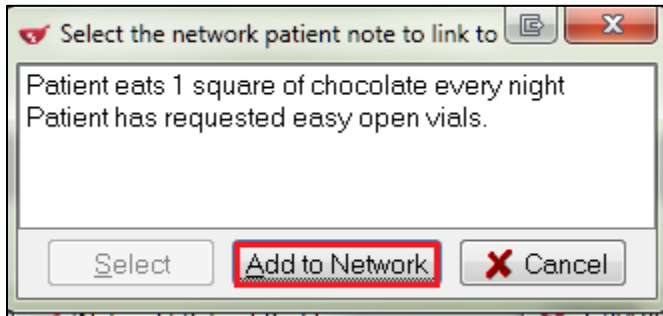 Select the network patient note to link to
Patient eats 1 square of chocolate every night
Patient has requested easy open vials.
Select
Add to Network
Cancel